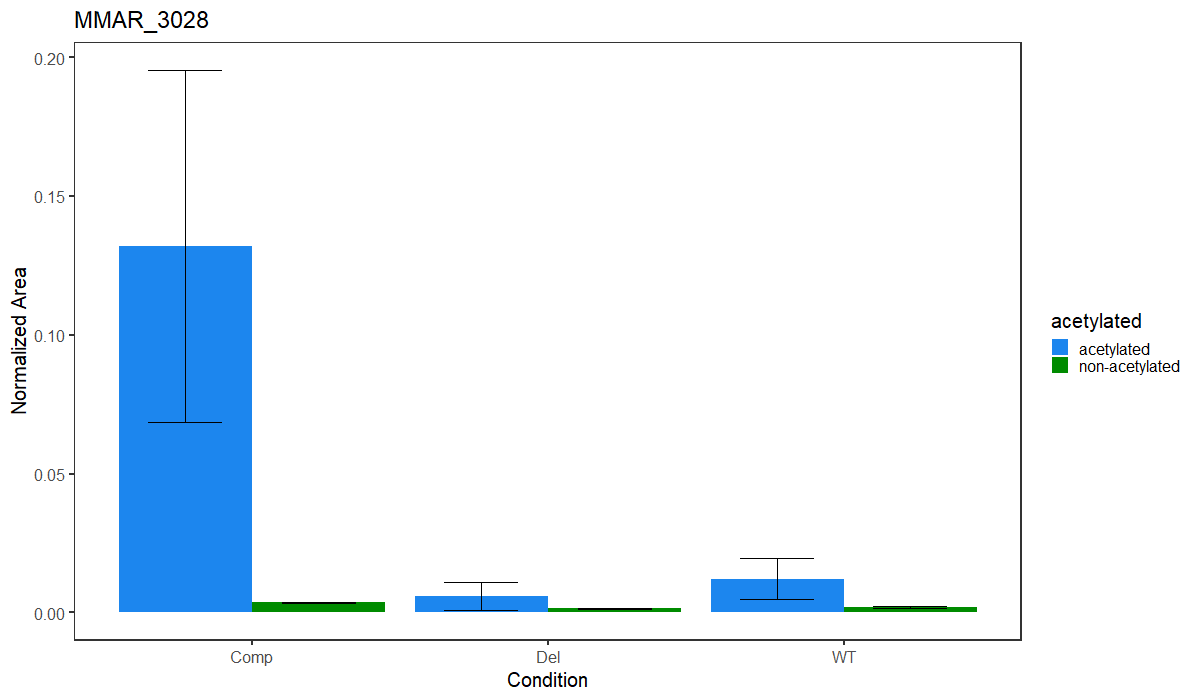 MMAR_3028
0.20
0.15
0.10
0.05
0.00
Normalized Area
Comp Del WT
Condition
acetylated
acetylated
non-acetylated